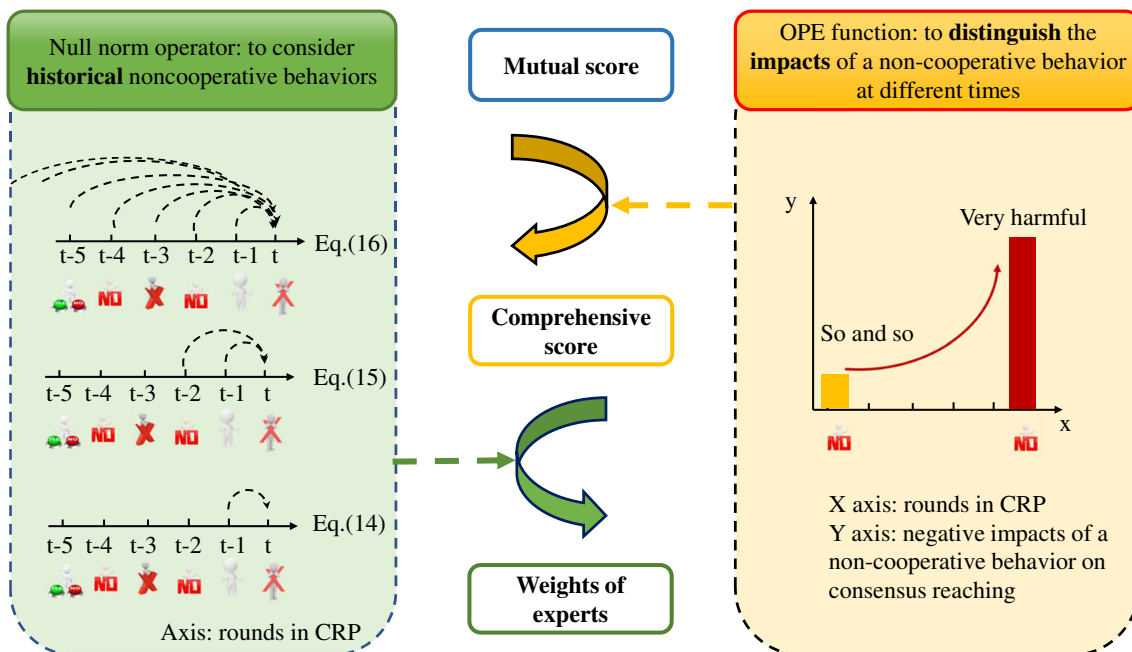 Null norm operator: to consider
historical noncooperative behaviors
t-5 t-4 t-3 t-2 t-1 t Eq.(16)
NO NO
t-5 t-4 t-3 t-2 t-1 t Eq.(15)
NO NO
t-5 t-4 t-3 t-2 t-1 t Eq.(14)
NO NO
Axis: rounds in CRP
Mutual score
Comprehensive
score
Weights of
experts
OPE function: to distinguish the
impacts of a non-cooperative behavior
at different times
y
Very harmful
So and so
x
NO NO
X axis: rounds in CRP
Y axis: negative impacts of a
non-cooperative behavior on
consensus reaching